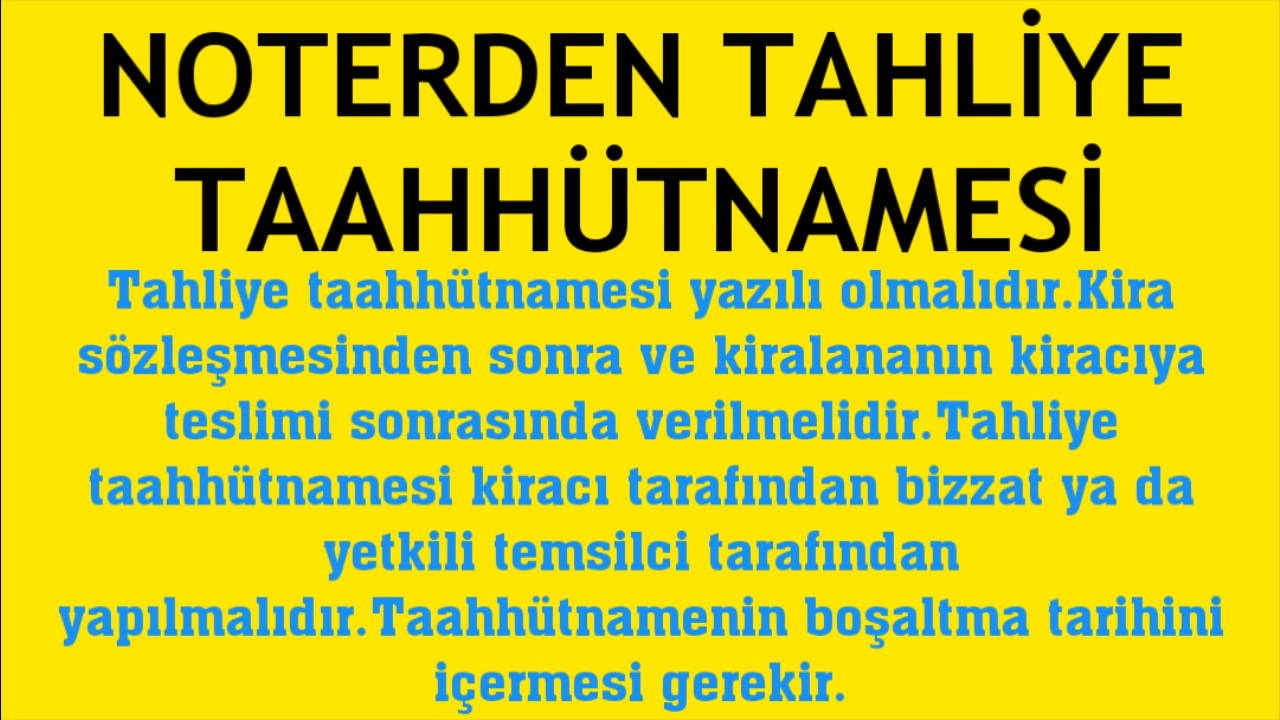 NOTERDEN TAHLİYE
TAAHHÜTNAMESİ
Tahliye taahhütnamesi yazılı olmalıdır.Kira
sözleşmesinden sonra ve kiralananın kiracıya
teslimi sonrasında verilmelidir.Tahliye
taahhütnamesi kiracı tarafından bizzat ya da
yetkili temsilci tarafından
yapılmalıdır.Taahhütnamenin boşaltma tarihini
içermesi gerekir.